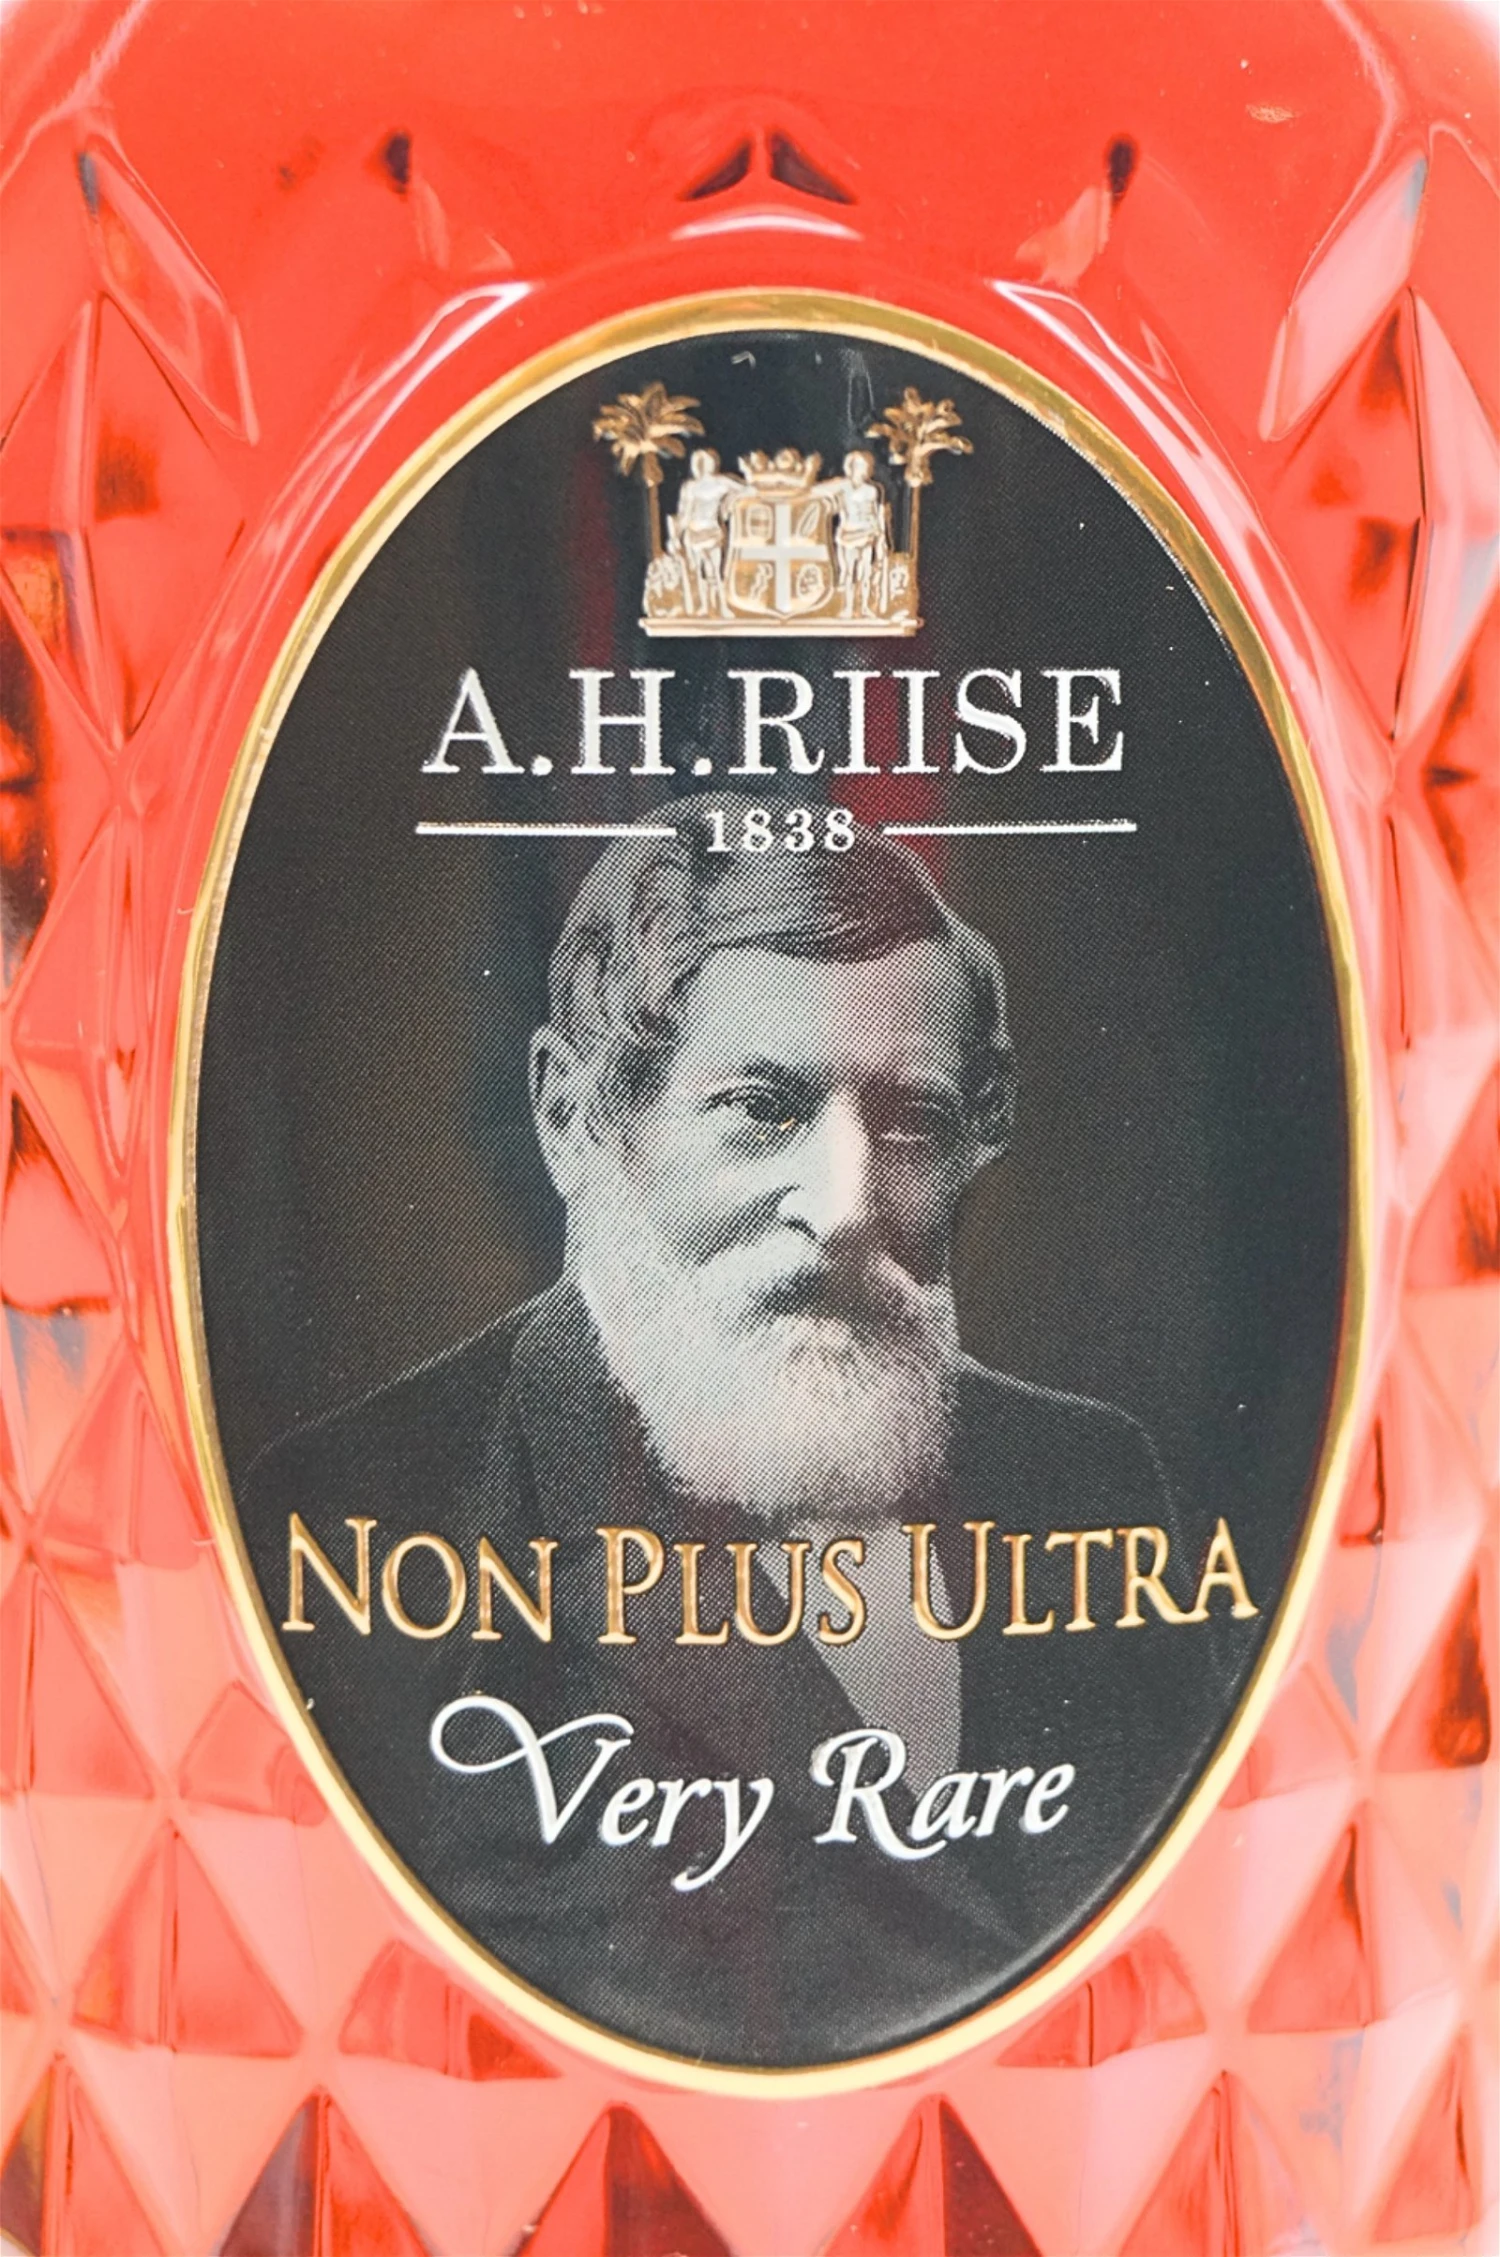 A.H.RIISE
1838
NON PLUS ULTRA
Very Rare